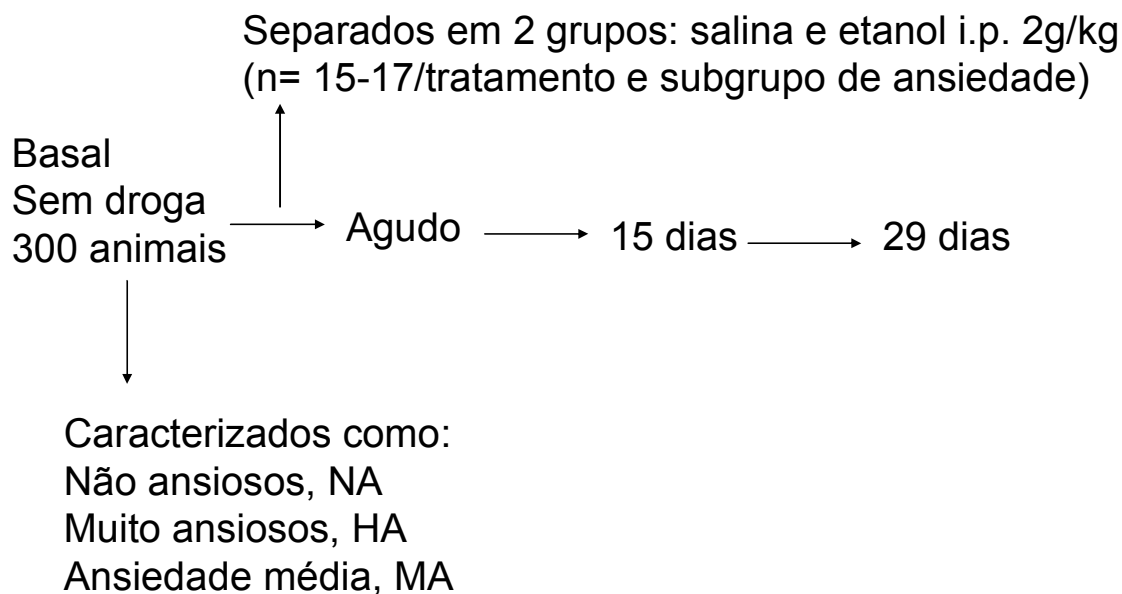 Separados em 2 grupos: salina e etanol i.p. 2g/kg
(n= 15-17/tratamento e subgrupo de ansiedade)
Basal
Sem droga
300 animais
Agudo
15 dias
29 dias
Caracterizados como:
Não ansiosos, NA
Muito ansiosos, HA
Ansiedade média, MA